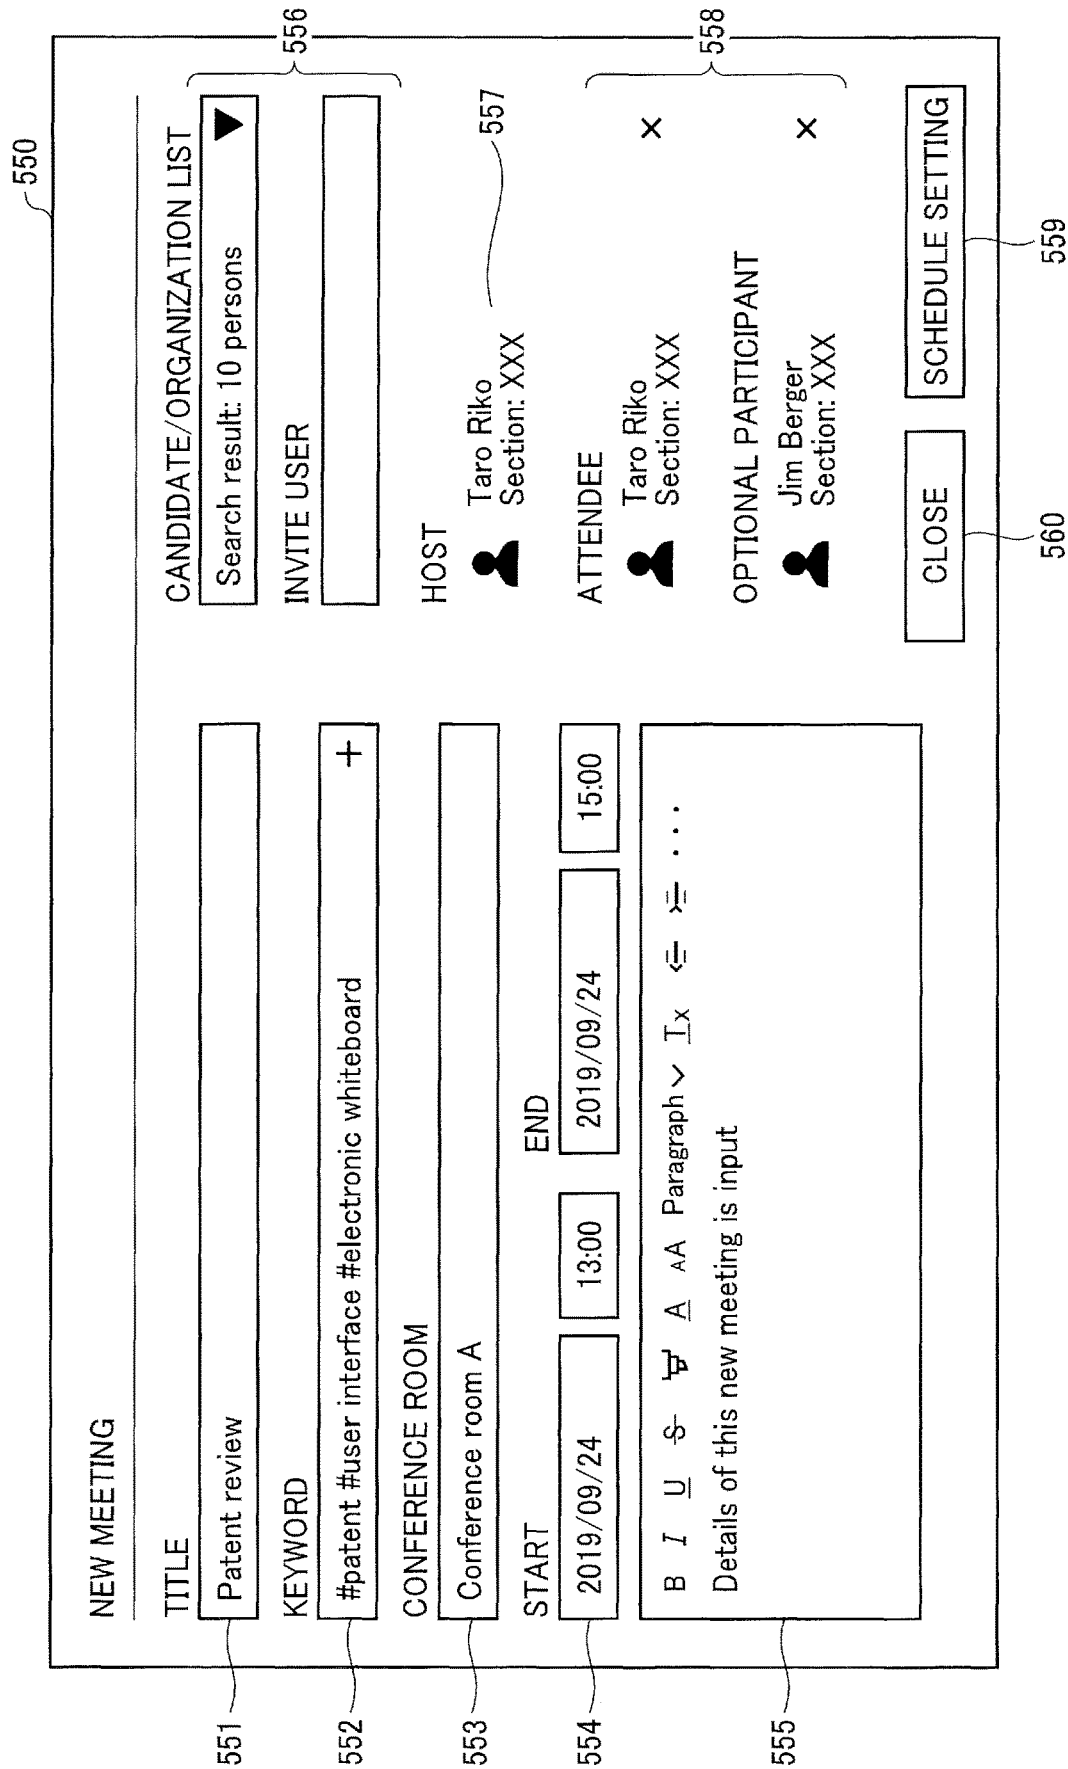 550
NEW MEETING
TITLE
Patent review
551
KEYWORD
#patent #user interface #electronic whiteboard +
552
CONFERENCE ROOM
Conference room A
553
START
END
2019/09/24 13:00 2019/09/24 15:00
554
B I U S A AA Paragraph Tx ...
Details of this new meeting is input
555
CANDIDATE/ORGANIZATION LIST
Search result: 10 persons ▼
INVITE USER
556
HOST
Taro Riko
Section: XXX
557
ATTENDEE
Taro Riko
Section: XXX
×
OPTIONAL PARTICIPANT
Jim Berger
Section: XXX
×
558
CLOSE
560
SCHEDULE SETTING
559